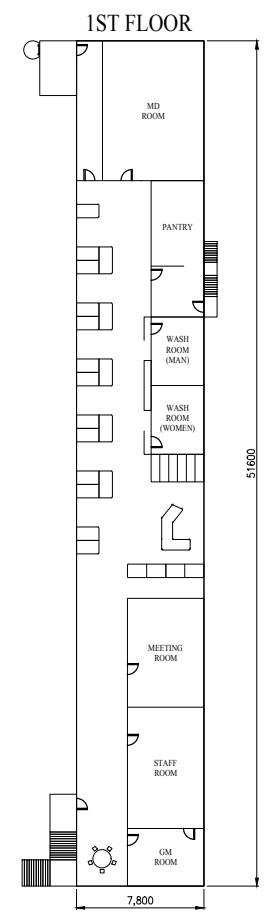 1ST FLOOR
MD
ROOM
PANTRY
WASH
ROOM
(MAN)
WASH
ROOM
(WOMEN)
51600
MEETING
ROOM
STAFF
ROOM
GM
ROOM
7,800